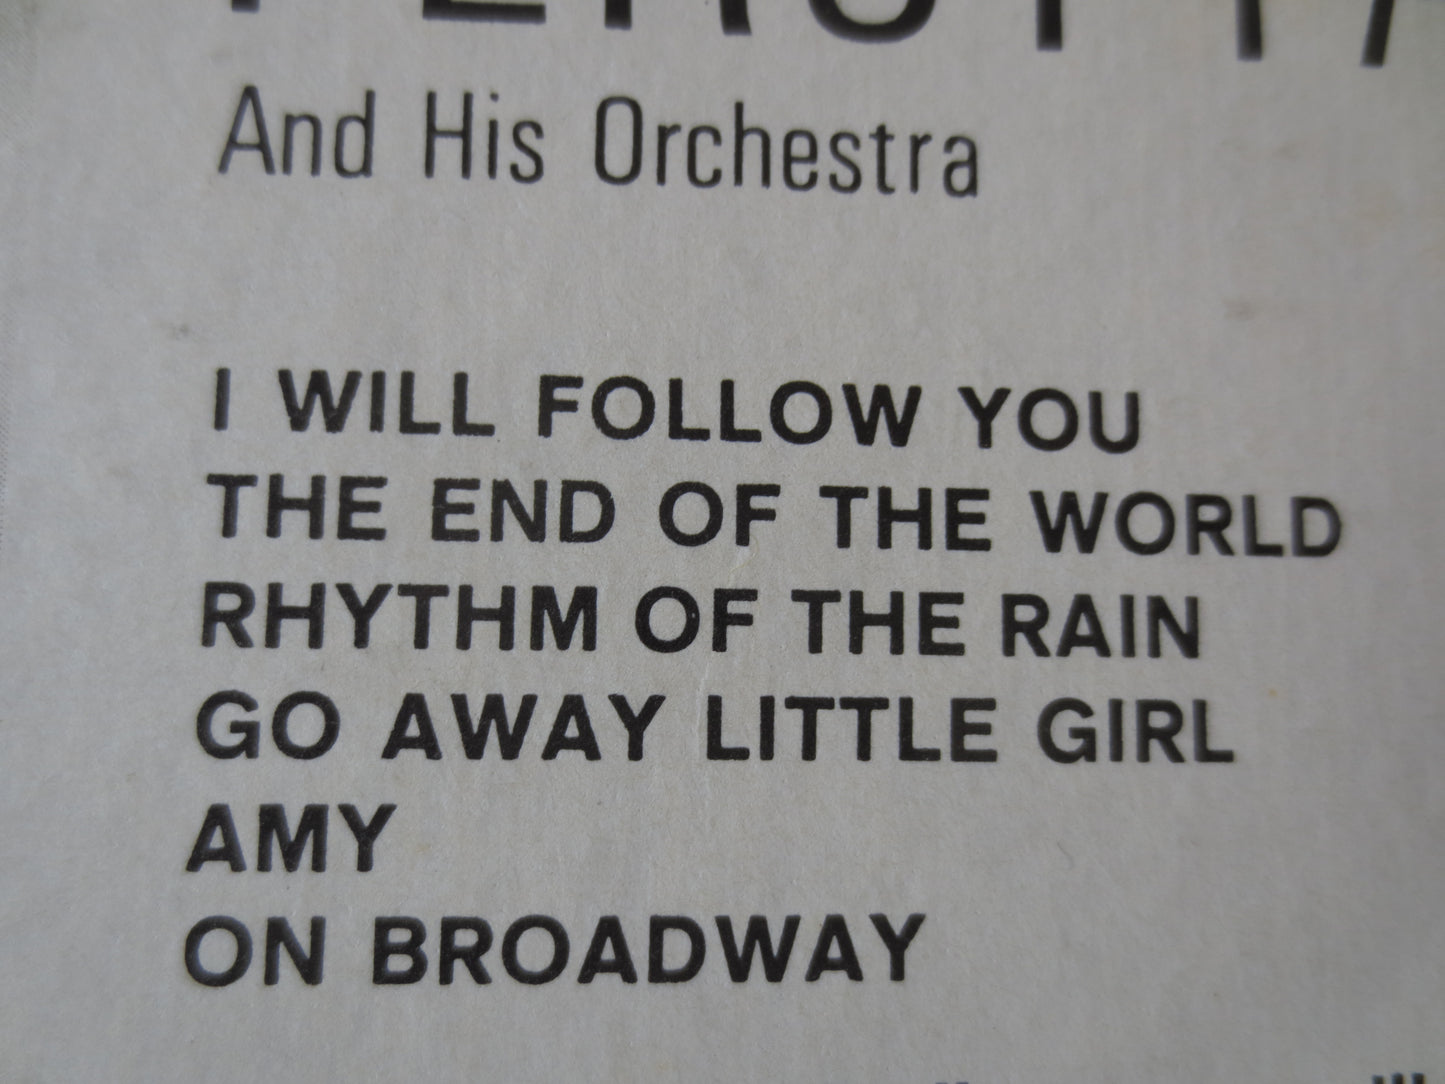 And His Orchestra
I WILL FOLLOW YOU
THE END OF THE WORLD
RHYTHM OF THE RAIN
GO AWAY LITTLE GIRL
AMY
ON BROADWAY